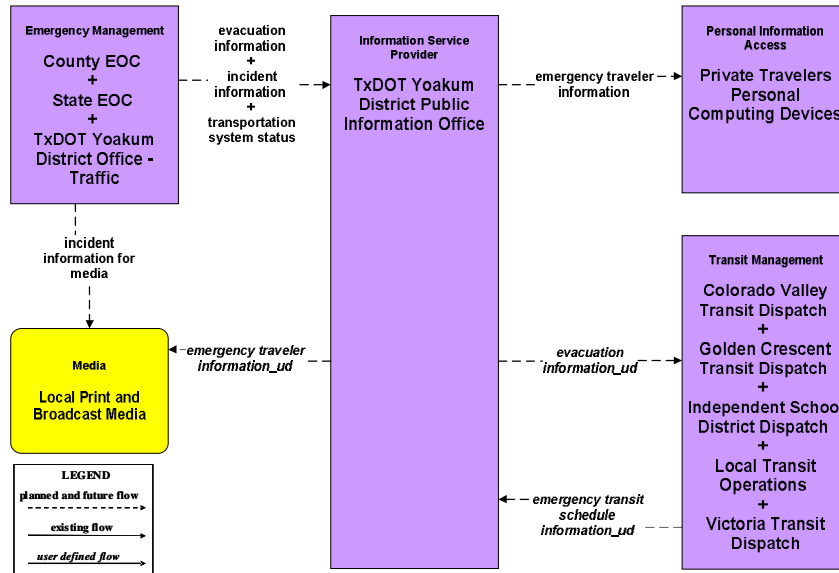 Emergency Management
County EOC
+
State EOC
+
TxDOT Yoakum
District Office -
Traffic
evacuation
information
+
incident
information
+
transportation
system status
Information Service
Provider
TxDOT Yoakum
District Public
Information Office
emergency traveler
information
Personal Information
Access
Private Travelers
Personal
Computing Devices
incident
information for
media
Media
Local Print and
Broadcast Media
emergency traveler
information_ud
evacuation
information_ud
emergency transit
schedule
information_ud
Transit Management
Colorado Valley
Transit Dispatch
+
Golden Crescent
Transit Dispatch
+
Independent School
District Dispatch
+
Local Transit
Operations
+
Victoria Transit
Dispatch
LEGEND
planned and future flow
existing flow
user defined flow